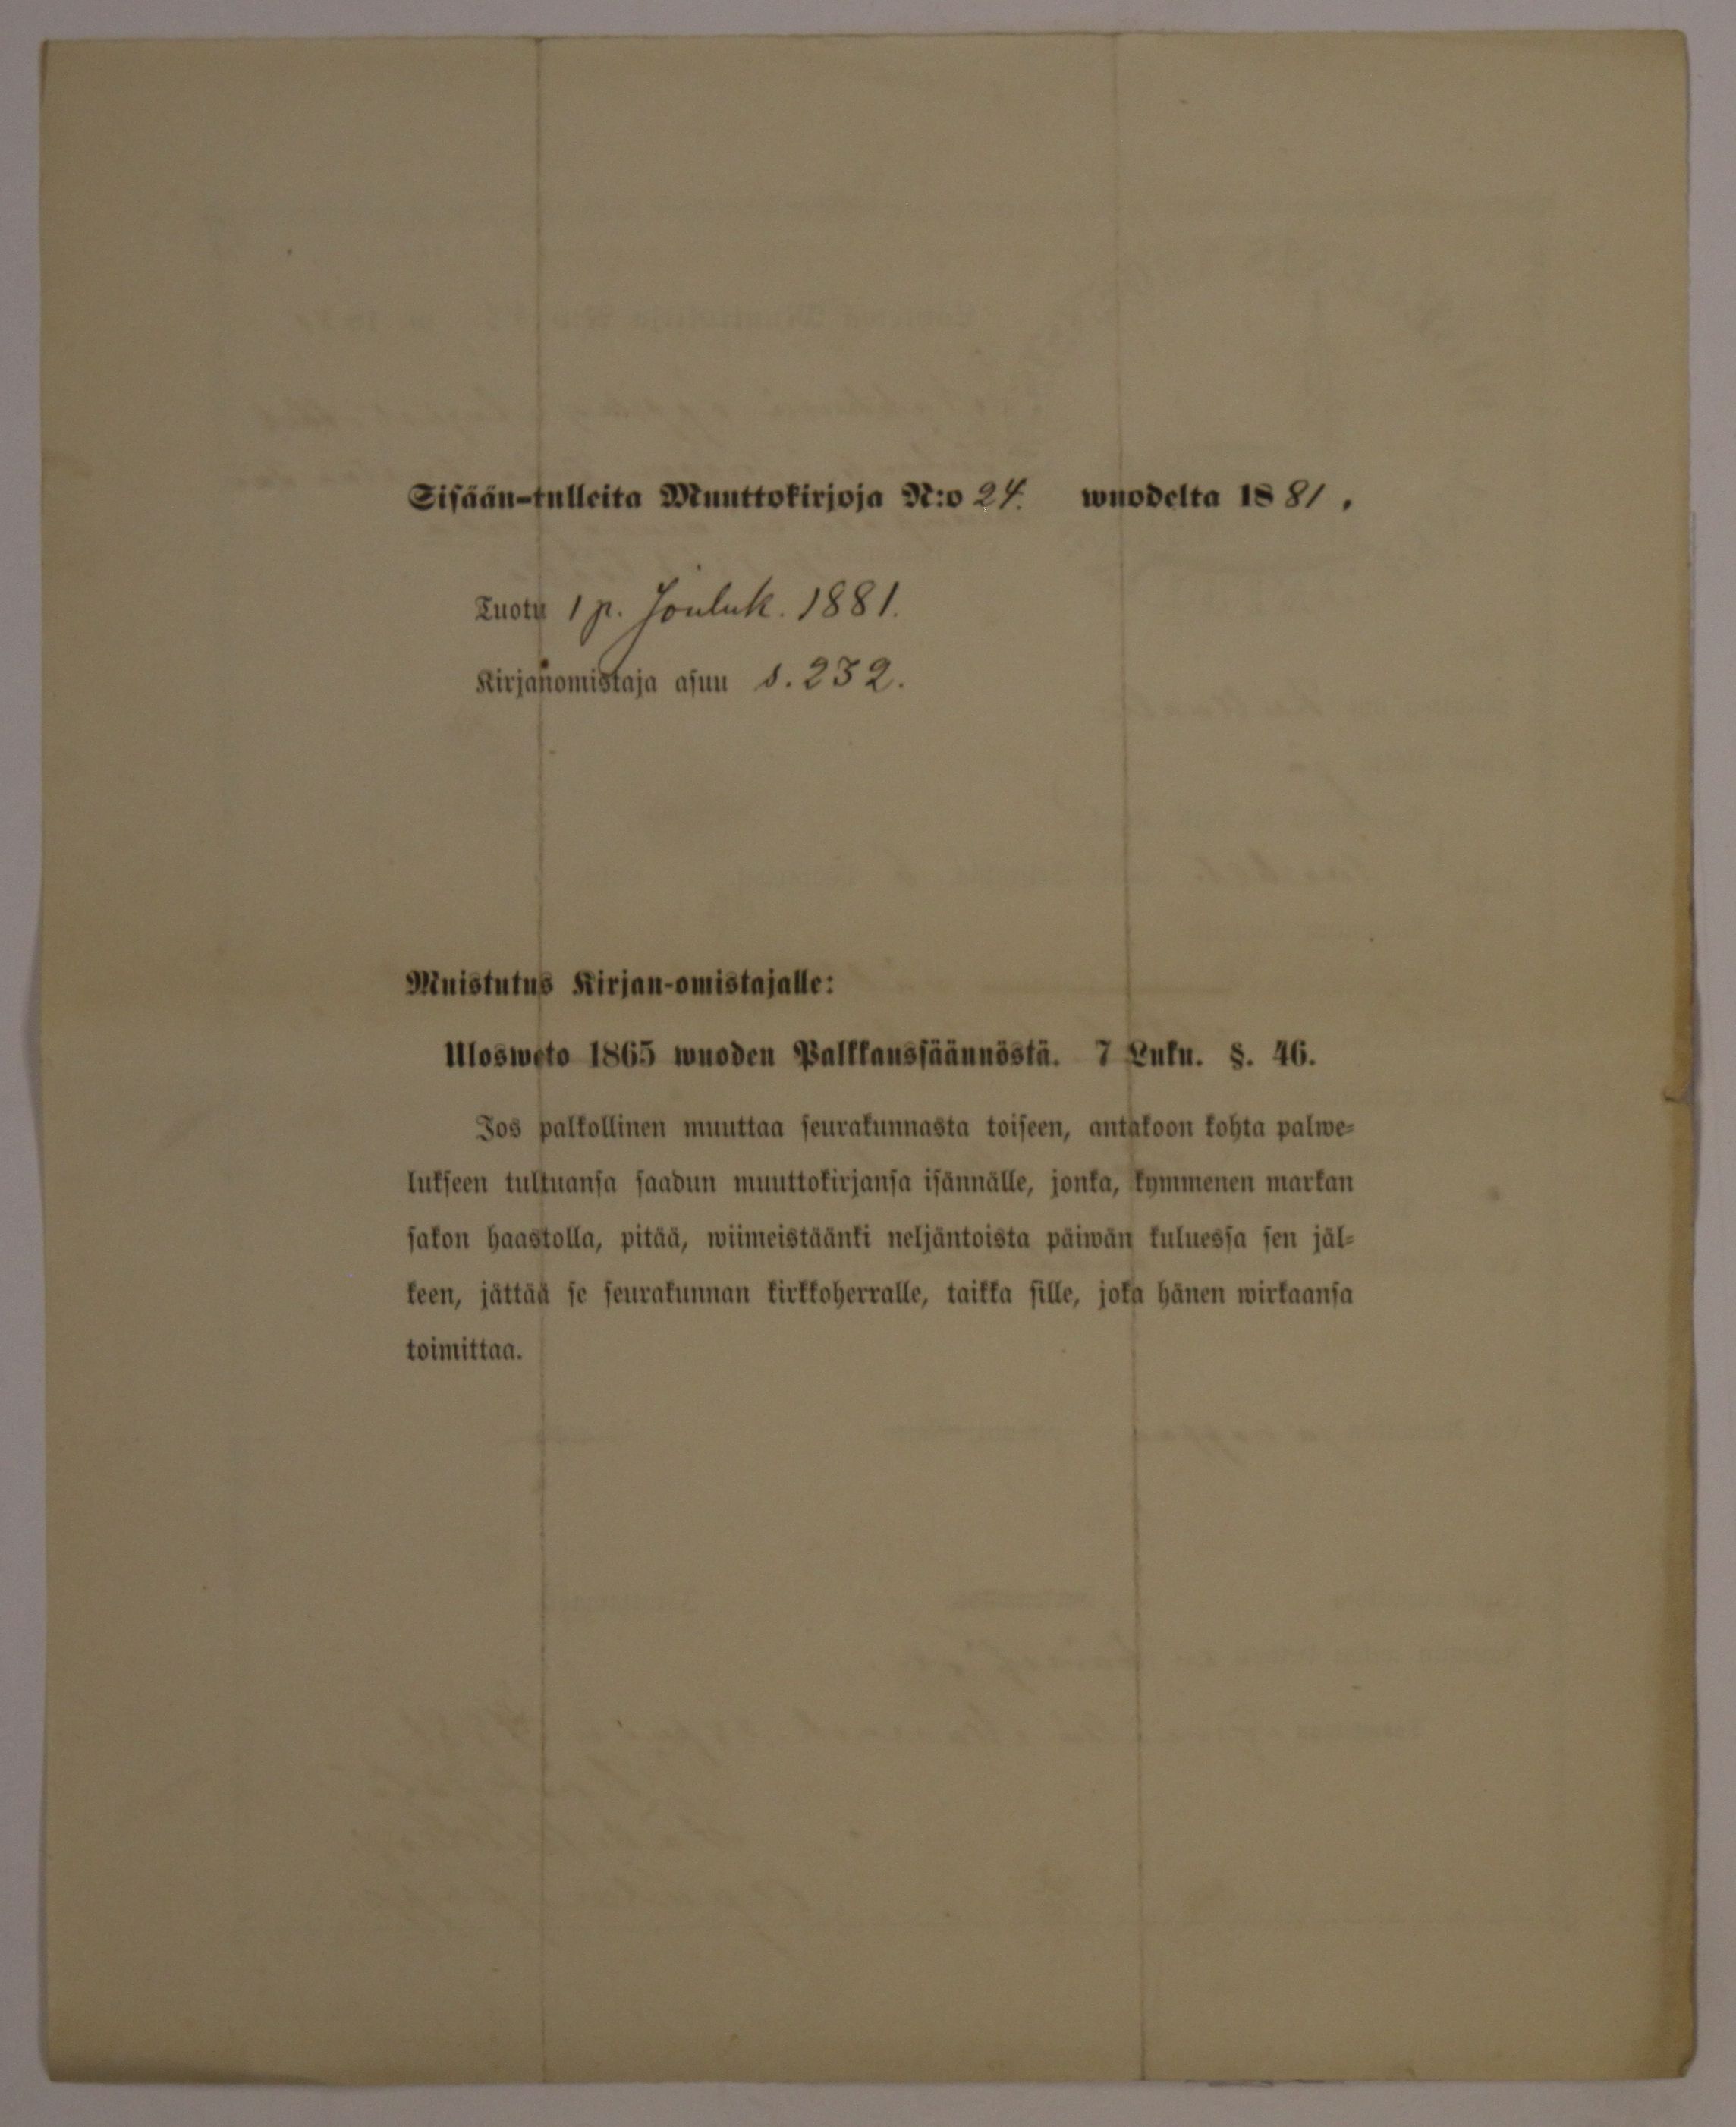 Sisään-tulleita Muuttokirjoja N:o 24. wuodelta 1881.
Tuotu 1 p. Jouluk. 1881.
Kirjanomistaja asuu s. 232.
Muistutus Kirjan-omistajalle:
Ulosweto 1865 wuoden Palkkaussäännöstä. 7 Luku. §. 46.
Jos palkollinen muuttaa seurakunnasta toiseen, antakoon kohta palwe-
lukseen tultuansa saadun muuttokirjansa isännälle, jonka, kymmenen markan
sakon haastolla, pitää, wiimeistäänki neljäntoista päiwän kuluessa sen jäl-
keen, jättää se seurakunnan kirkkoherralle, taikka sille, joka hänen wirkaansa
toimittaa.